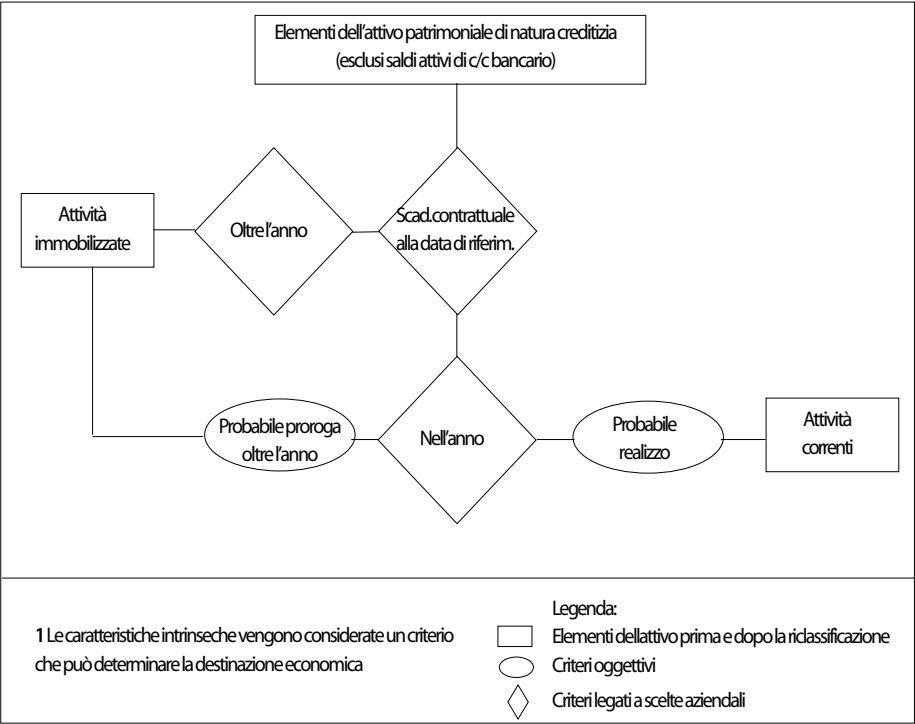 Elementi dell'attivo patrimoniale di natura creditizia
(esclusi saldi attivi di c/c bancario)
Attività
immobilizzate
Oltre l'anno
Scad.contrattuale
alla data di riferim.
Probabile proroga
oltre l'anno
Nell'anno
Probabile
realizzo
Attività
correnti
1 Le caratteristiche intrinseche vengono considerate un criterio
che può determinare la destinazione economica
Legenda:
Elementi dellattivo prima e dopo la riclassificazione
Criteri oggettivi
Criteri legati a scelte aziendali